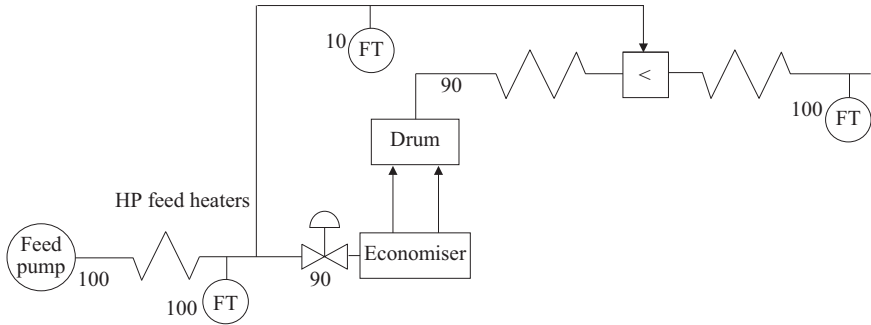 10
FT
<
90
100
FT
Drum
HP feed heaters
Feed
pump
100
100
FT
90
Economiser